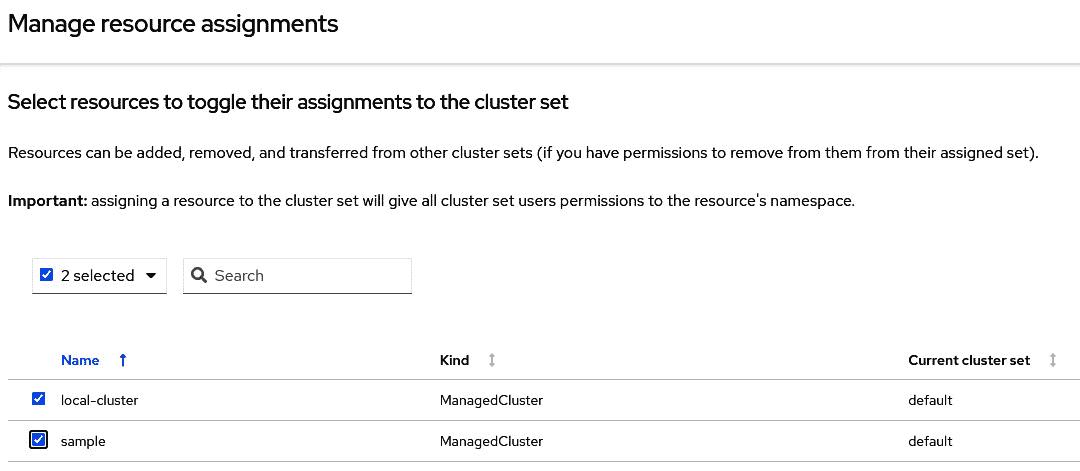 Manage resource assignments
Select resources to toggle their assignments to the cluster set
Resources can be added, removed, and transferred from other cluster sets (if you have permissions to remove from them from their assigned set).
Important: assigning a resource to the cluster set will give all cluster set users permissions to the resource's namespace.
2 selected Search
Name Kind Current cluster set
local-cluster ManagedCluster default
sample ManagedCluster default